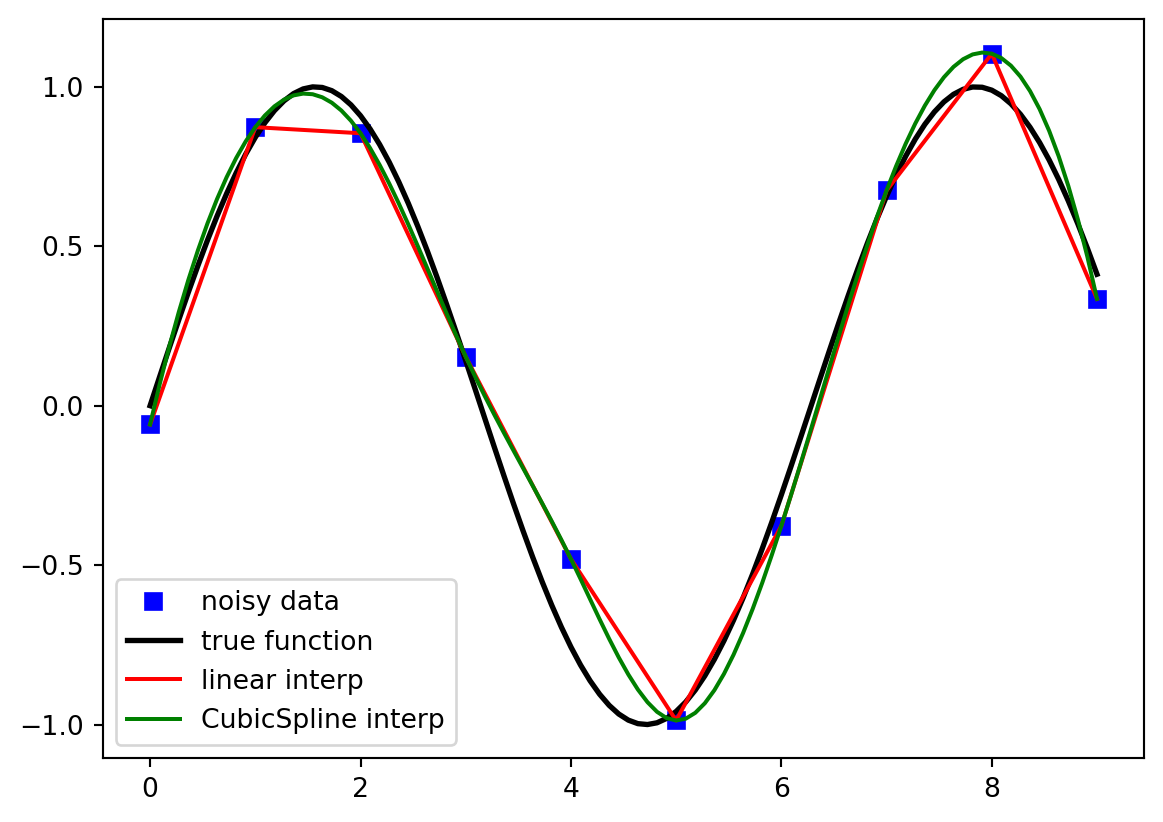 1.0
0.5
0.0
−0.5
−1.0
noisy data
true function
linear interp
CubicSpline interp
0 2 4 6 8